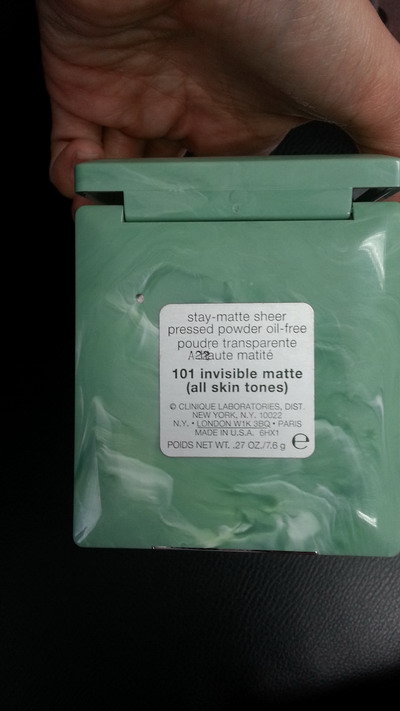 stay-matte sheer
pressed powder oil-free
poudre transparente
haute matité
101 invisible matte
(all skin tones)
© CLINIQUE LABORATORIES, DIST.
NEW YORK, N.Y. 10022
N.Y. • LONDON W1K 3BQ • PARIS
MADE IN U.S.A. 6HX1
POIDS NET WT. .27 OZ./7.6 g ℮